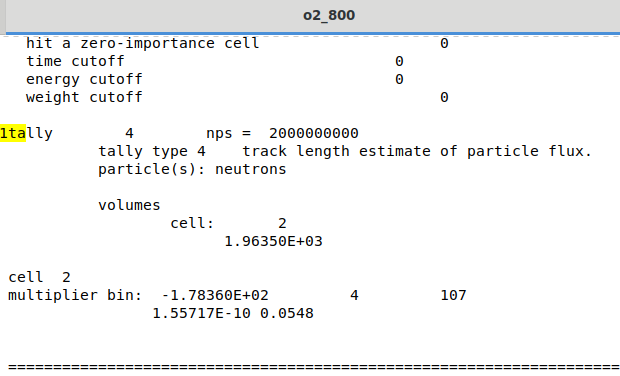 o2_800
hit a zero-importance cell 0
time cutoff 0
energy cutoff 0
weight cutoff 0
1tally 4 nps = 2000000000
tally type 4 track length estimate of particle flux.
particle(s): neutrons
volumes
cell: 2
1.96350E+03
cell 2
multiplier bin: -1.78360E+02 4 107
1.55717E-10 0.0548
====================================================================